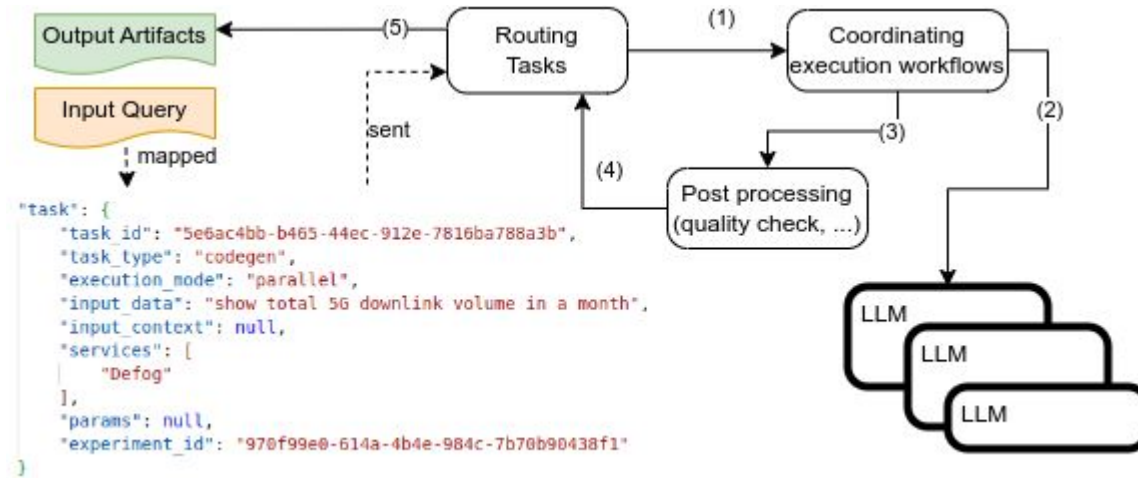 Output Artifacts
(5)
Routing
Tasks
(1)
Coordinating
execution workflows
(2)
Input Query
mapped
sent
(3)
(4)
Post processing
(quality check, ...)
"task": {
"task_id": "5e6ac4bb-b465-44ec-912e-7816ba788a3b",
"task_type": "codegen",
"execution_mode": "parallel",
"input_data": "show total 5G downlink volume in a month",
"input_context": null,
"services": [
"Defog"
],
"params": null,
"experiment_id": "970f99e0-614a-4b4e-984c-7b70b90438f1"
}
LLM
LLM
LLM